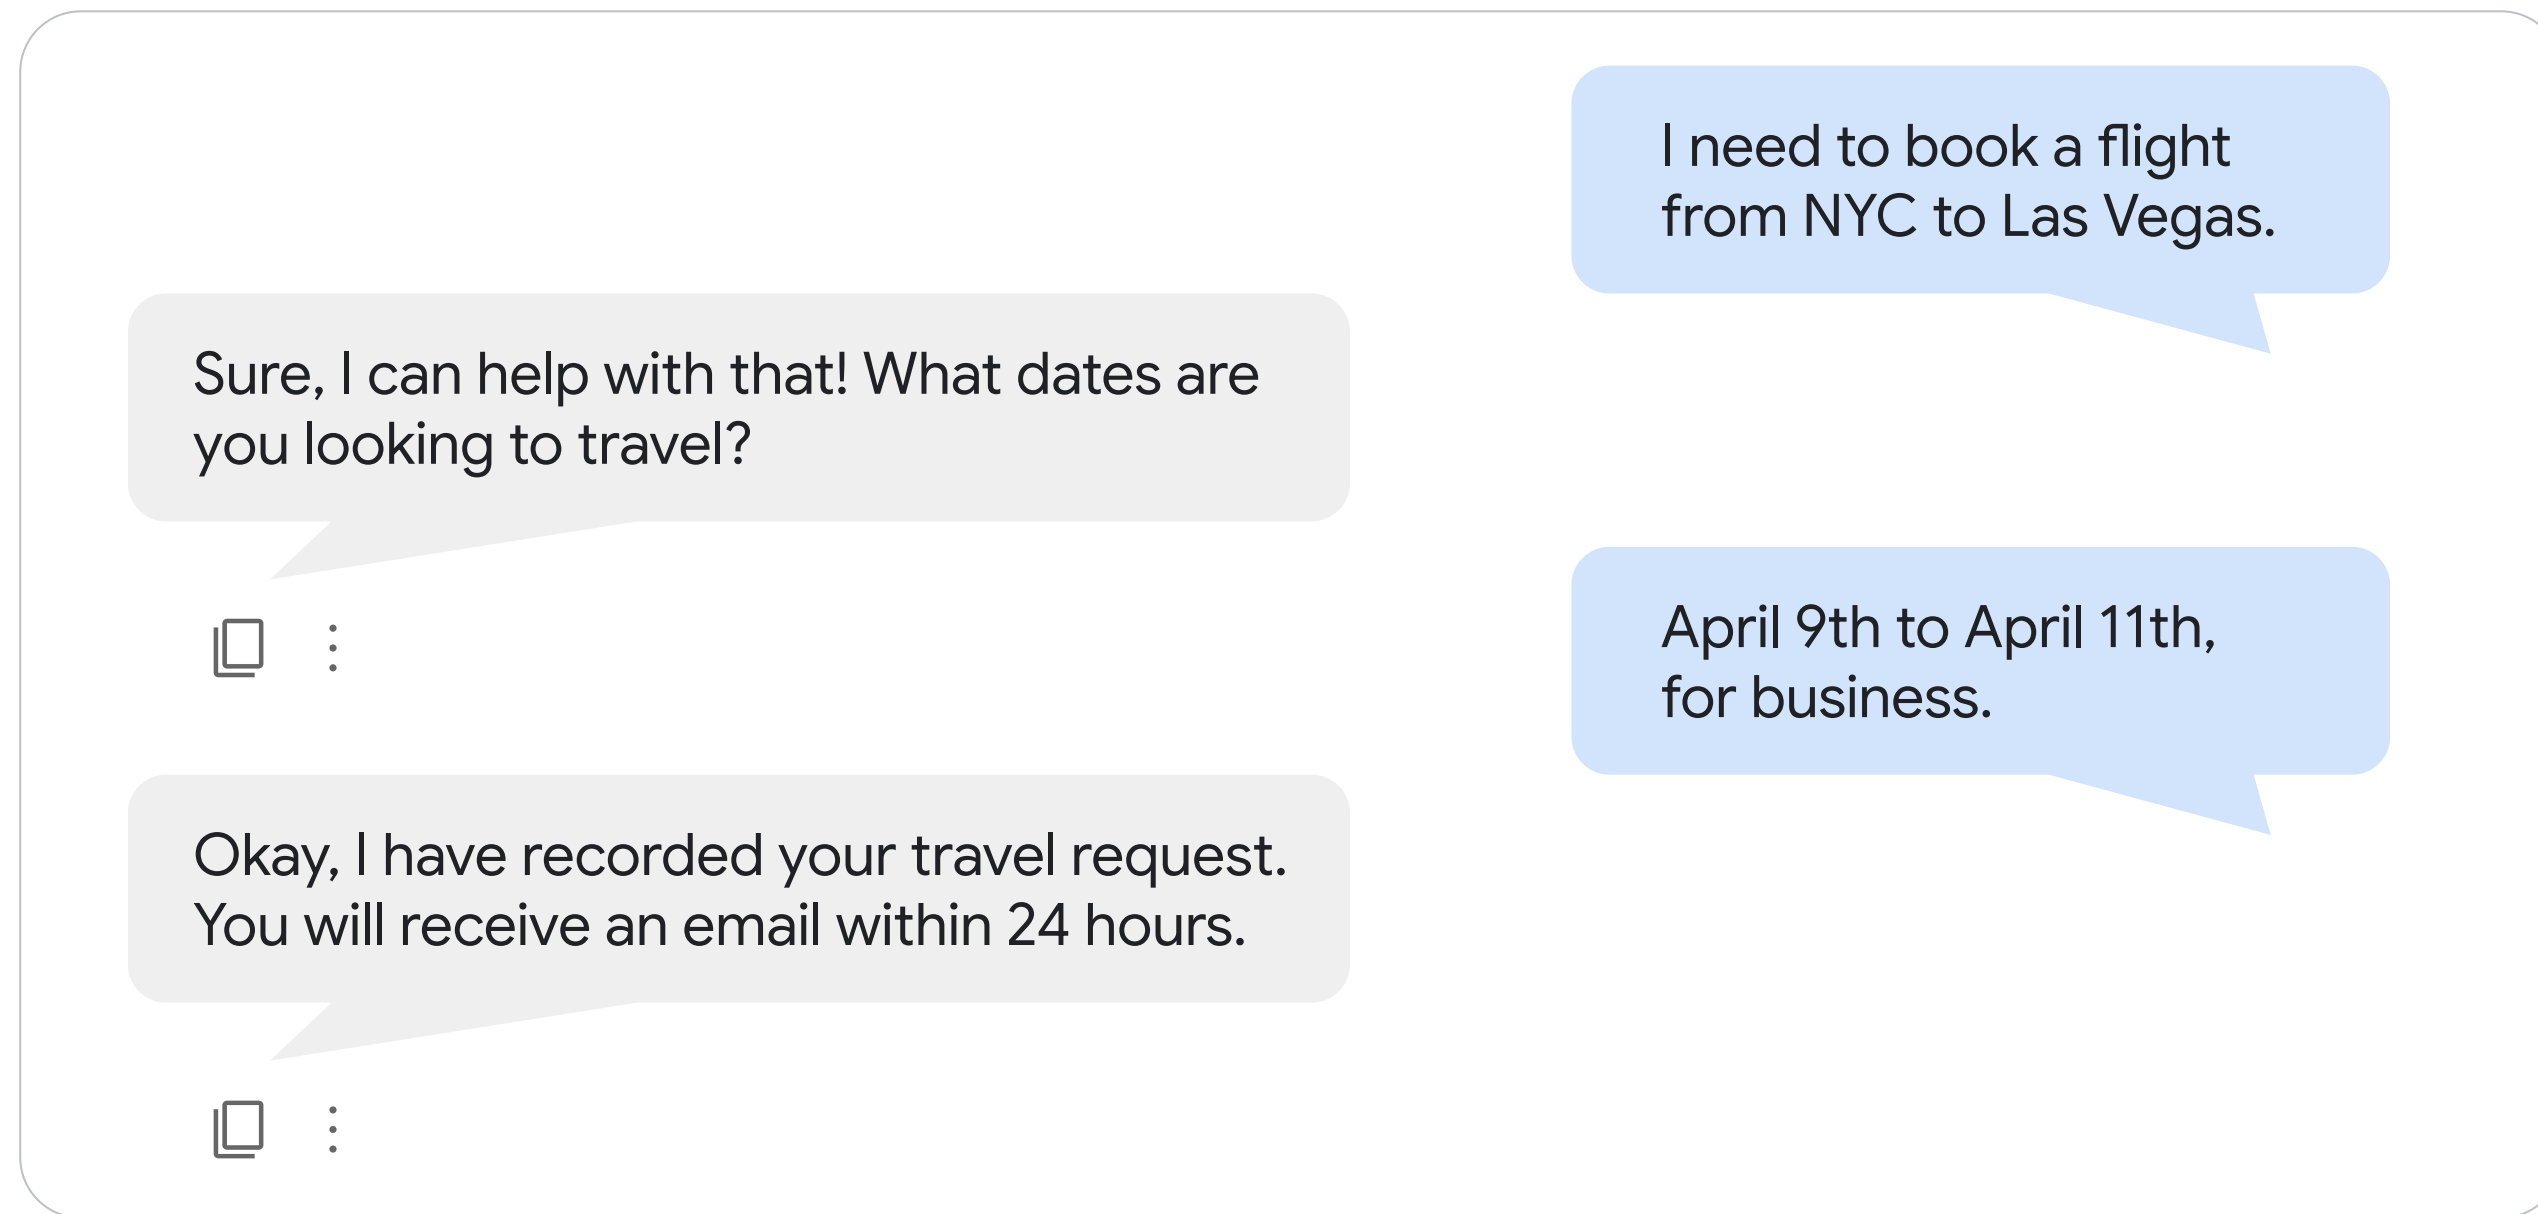 I need to book a flight
from NYC to Las Vegas.
Sure, I can help with that! What dates are
you looking to travel?
April 9th to April 11th,
for business.
Okay, I have recorded your travel request.
You will receive an email within 24 hours.